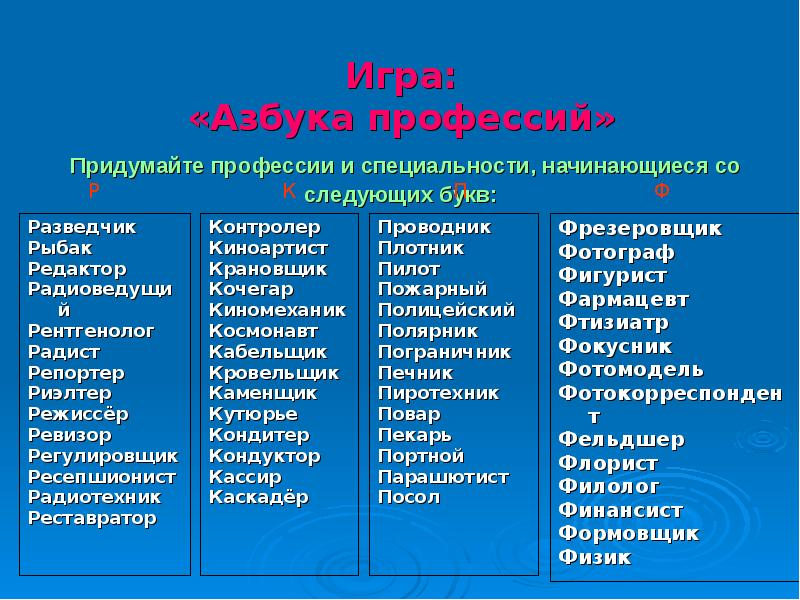 Игра:
«Азбука профессий»
Придумайте профессии и специальности, начинающиеся со
следующих букв:
Р
К
П
Ф
Разведчик
Рыбак
Редактор
Радиоведущи
й
Рентгенолог
Радист
Репортер
Риэлтер
Режиссёр
Ревизор
Регулировщик
Ресепшионист
Радиотехник
Реставратор
Контролер
Киноартист
Крановщик
Кочегар
Киномеханик
Космонавт
Кабельщик
Кровельщик
Каменщик
Кутюрье
Кондитер
Кондуктор
Кассир
Каскадёр
Проводник
Плотник
Пилот
Пожарный
Полицейский
Полярник
Пограничник
Печник
Пиротехник
Повар
Пекарь
Портной
Парашютист
Посол
Фрезеровщик
Фотограф
Фигурист
Фармацевт
Фтизиатр
Фокусник
Фотомодель
Фотокорреспонден
т
Фельдшер
Флорист
Филолог
Финансист
Формовщик
Физик